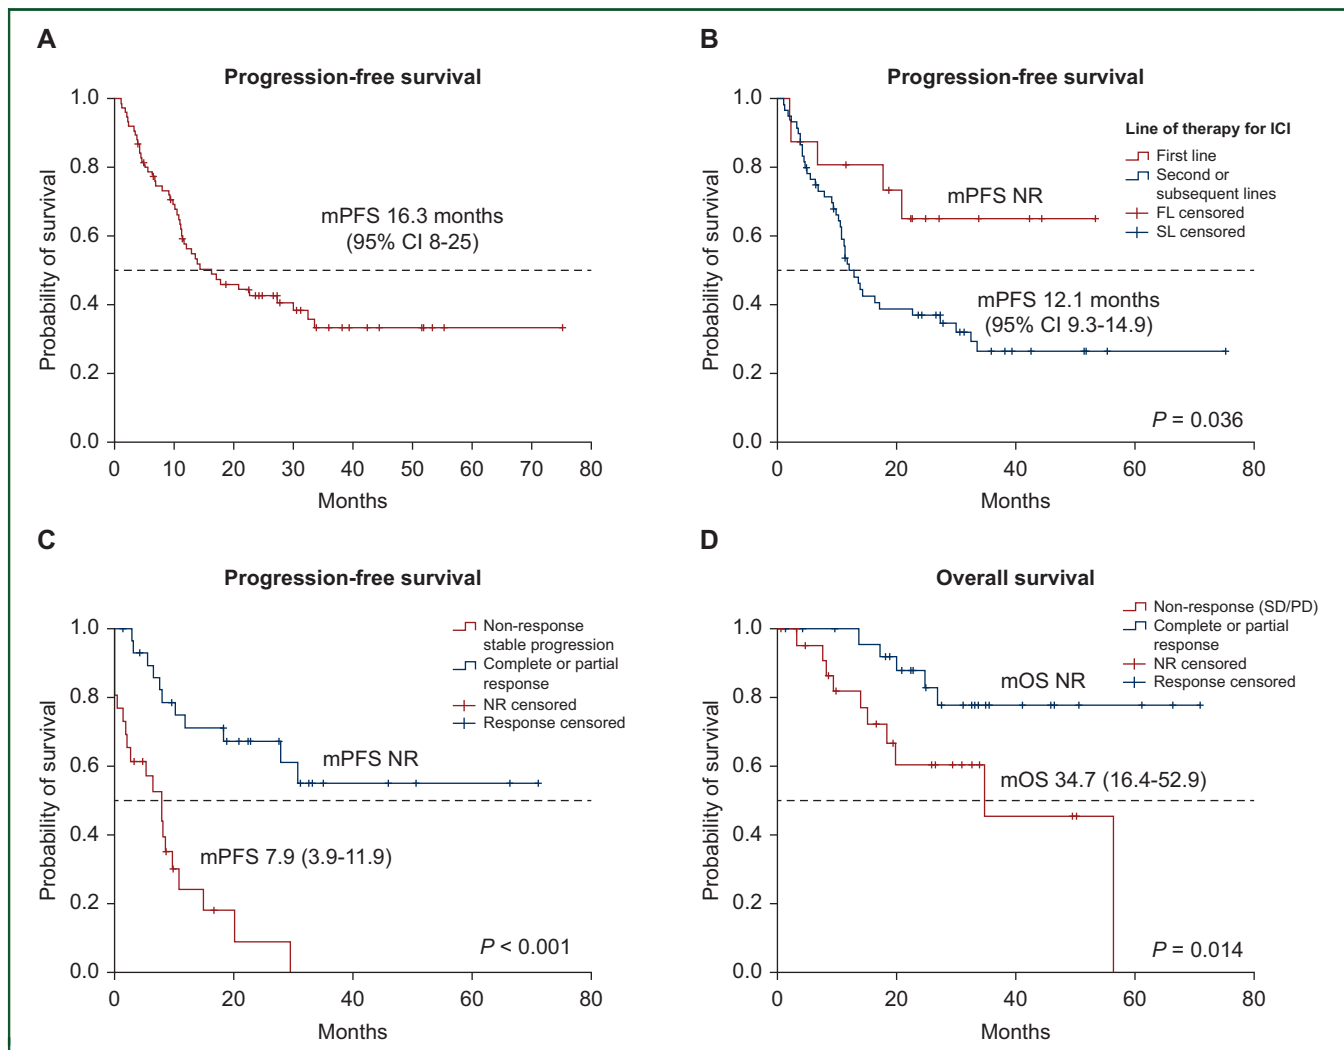 A
Progression-free survival
Probability of survival
1.0
0.8
0.6
0.4
0.2
0.0
mPFS 16.3 months
(95% CI 8-25)
0 10 20 30 40 50 60 70 80
Months
B
Progression-free survival
Probability of survival
1.0
0.8
0.6
0.4
0.2
0.0
Line of therapy for ICI
First line
Second or
subsequent lines
FL censored
SL censored
mPFS NR
mPFS 12.1 months
(95% CI 9.3-14.9)
P = 0.036
0 20 40 60 80
Months
C
Progression-free survival
Probability of survival
1.0
0.8
0.6
0.4
0.2
0.0
Non-response
stable progression
Complete or partial
response
NR censored
Response censored
mPFS NR
mPFS 7.9 (3.9-11.9)
P < 0.001
0 20 40 60 80
Months
D
Overall survival
Probability of survival
1.0
0.8
0.6
0.4
0.2
0.0
Non-response (SD/PD)
Complete or partial
response
NR censored
Response censored
mOS NR
mOS 34.7 (16.4-52.9)
P = 0.014
0 20 40 60 80
Months